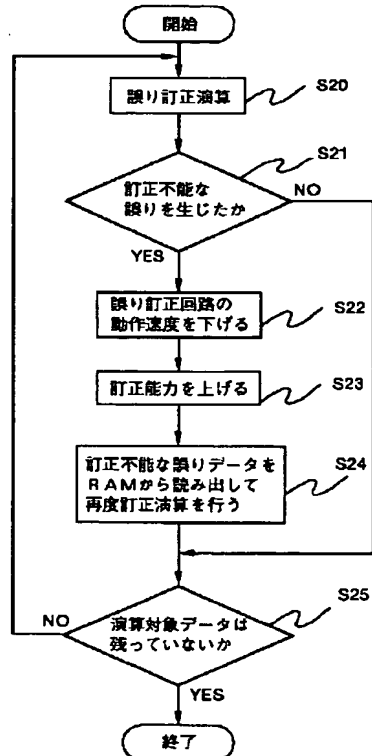 開始
誤り訂正演算
S20
S21
訂正不能な
誤りを生じたか
NO
YES
誤り訂正回路の
動作速度を下げる
S22
訂正能力を上げる
S23
訂正不能な誤りデータを
RAMから読み出して
再度訂正演算を行う
S24
S25
NO
演算対象データは
残っていないか
YES
終了